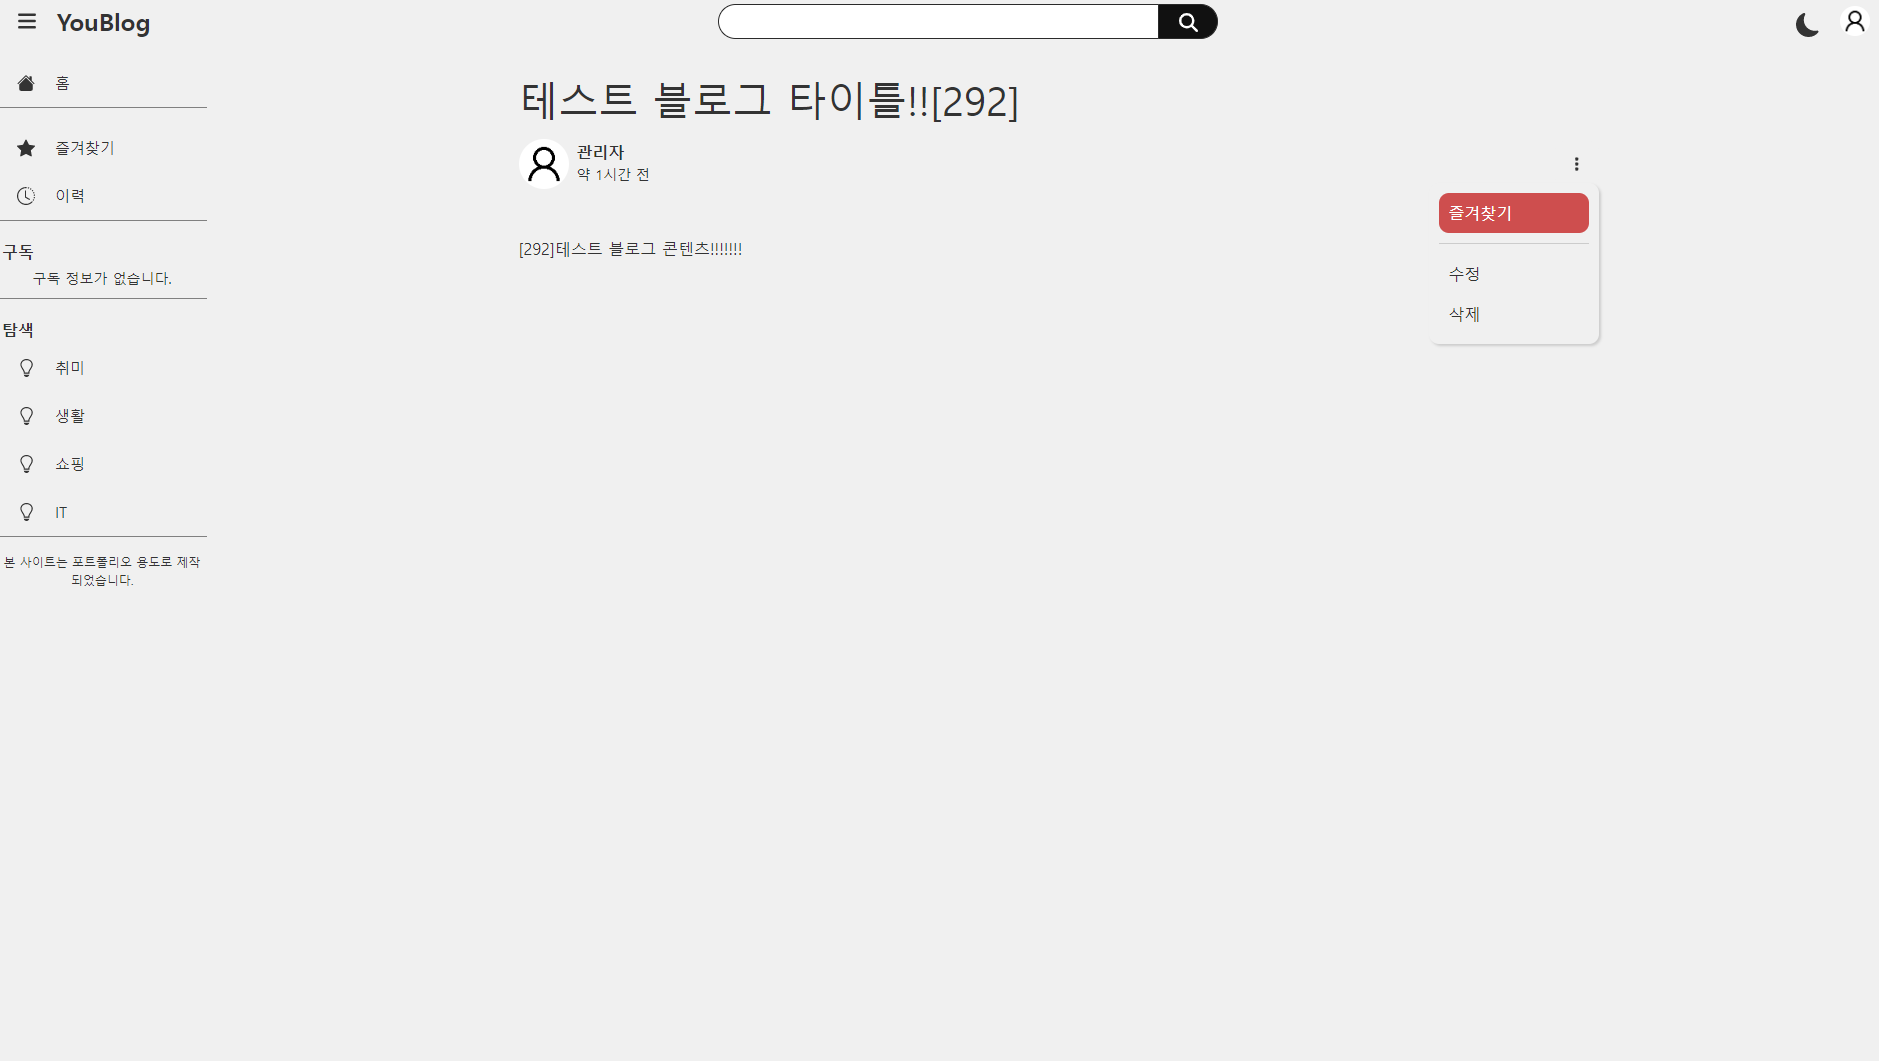 YouBlog
홈
즐겨찾기
이력
구독
구독 정보가 없습니다.
탐색
취미
생활
쇼핑
IT
본 사이트는 포트폴리오 용도로 제작
되었습니다.
테스트 블로그 타이틀!![292]
관리자
약 1시간 전
[292]테스트 블로그 콘텐츠!!!!!!!
즐겨찾기
수정
삭제